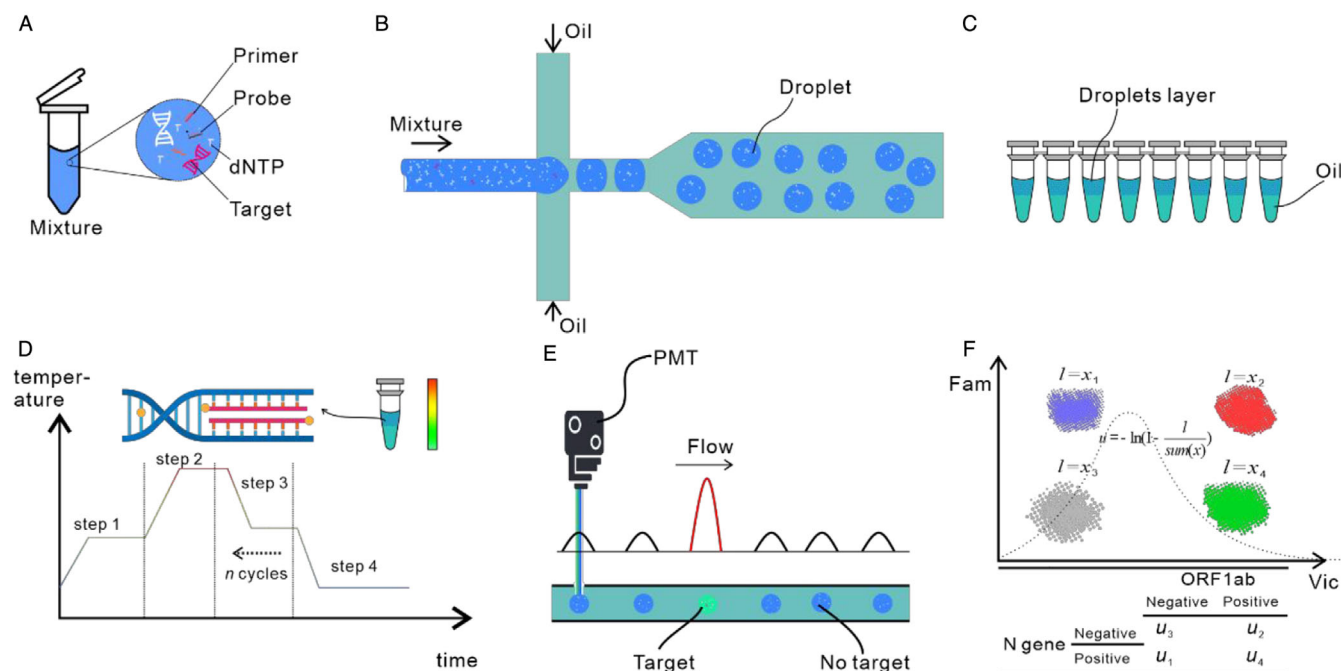 A
Primer
Probe
dNTP
Target
Mixture
T
T
T
T
B
Oil
Mixture
Droplet
Oil
C
Droplets layer
Oil
D
temper-
ature
step 1
step 2
step 3
n cycles
step 4
time
E
PMT
Flow
Target
No target
F
Fam
l=x₁
l=x₂
u=- ln(1- l/sum(x))
l=x₃
l=x₄
Vic
ORF1ab
Negative Positive
N gene Negative u₃ u₂
Positive u₁ u₄